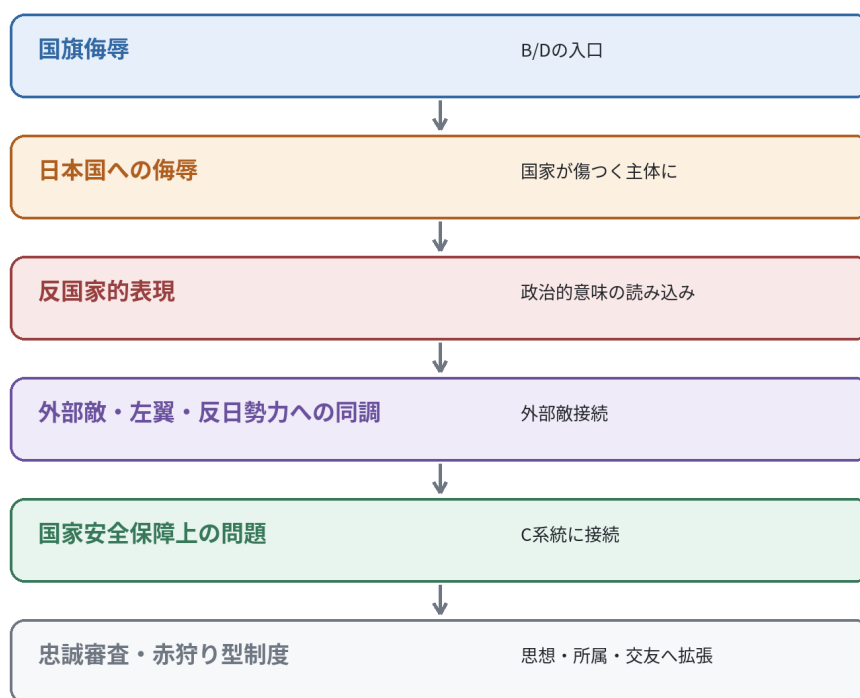 国旗侮辱 B/Dの入口
日本国への侮辱 国家が傷つく主体に
反国家的表現 政治的意味の読み込み
外部敵・左翼・反日勢力への同調 外部敵接続
国家安全保障上の問題 C系統に接続
忠誠審査・赤狩り型制度 思想・所属・交友へ拡張